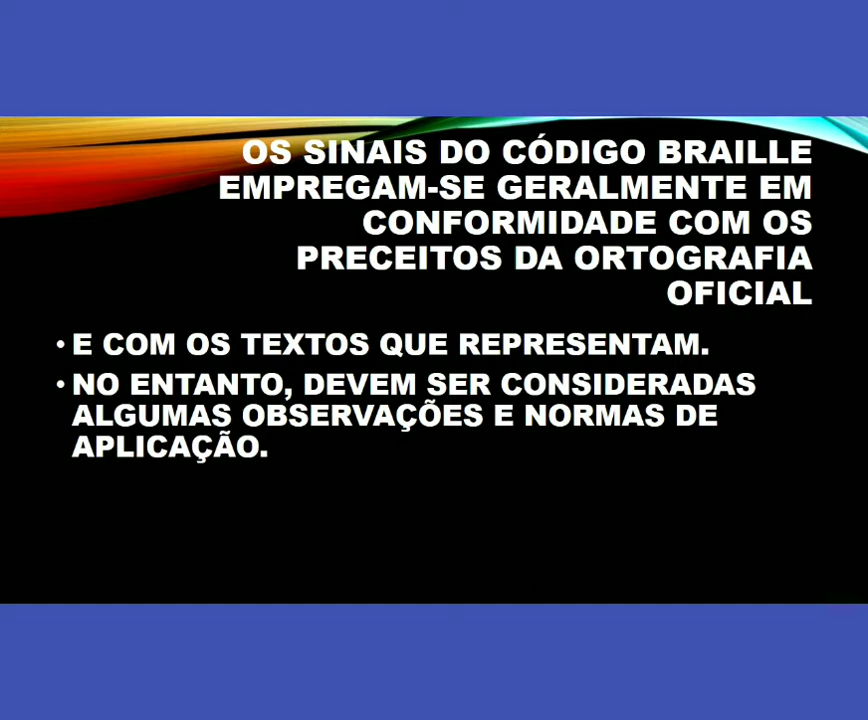 OS SINAIS DO CÓDIGO BRAILLE
EMPREGAM-SE GERALMENTE EM
CONFORMIDADE COM OS
PRECEITOS DA ORTOGRAFIA
OFICIAL
• E COM OS TEXTOS QUE REPRESENTAM.
• NO ENTANTO, DEVEM SER CONSIDERADAS
ALGUMAS OBSERVAÇÕES E NORMAS DE
APLICAÇÃO.